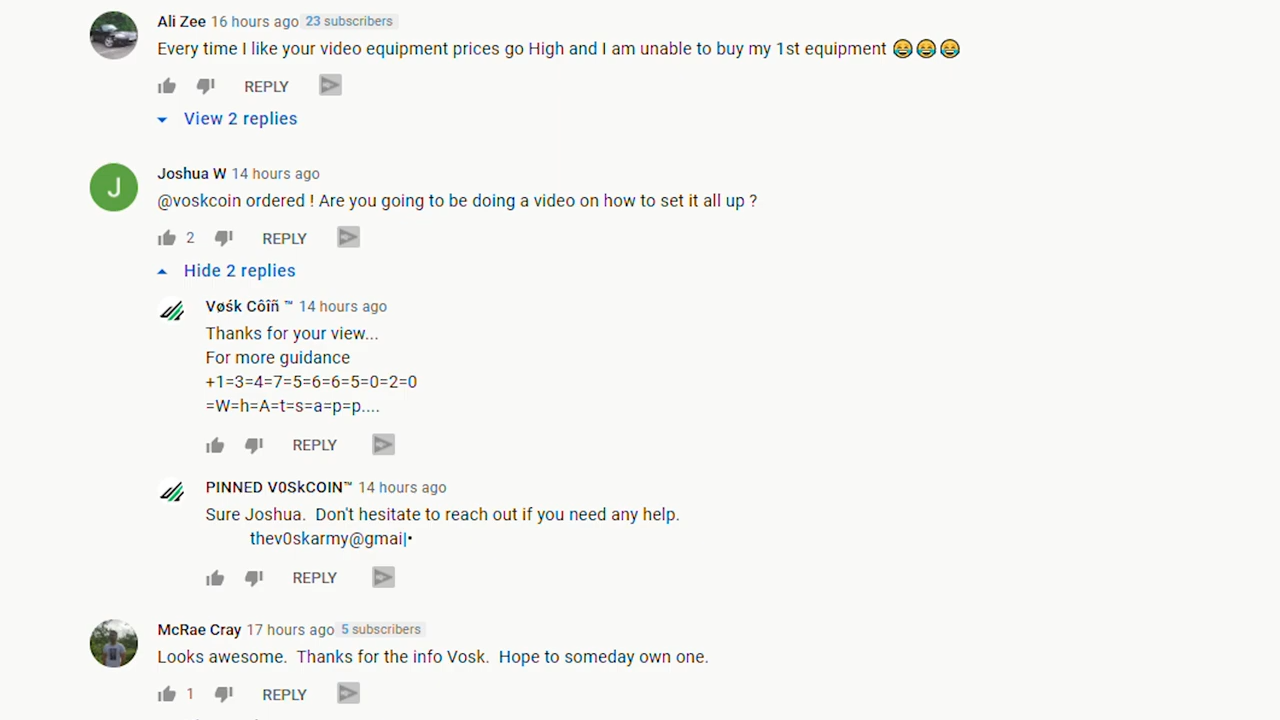 Ali Zee 16 hours ago 23 subscribers
Every time I like your video equipment prices go High and I am unable to buy my 1st equipment 😂😂😂
REPLY
View 2 replies
J
Joshua W 14 hours ago
@voskcoin ordered ! Are you going to be doing a video on how to set it all up ?
2 REPLY
Hide 2 replies
Vøśk Côîñ ™ 14 hours ago
Thanks for your view...
For more guidance
+1=3=4=7=5=6=6=5=0=2=0
=W=h=A=t=s=a=p=p....
REPLY
PINNED V0SkCOIN™ 14 hours ago
Sure Joshua.  Don't hesitate to reach out if you need any help.
thev0skarmy@gmai|•
REPLY
McRae Cray 17 hours ago 5 subscribers
Looks awesome.  Thanks for the info Vosk.  Hope to someday own one.
1 REPLY